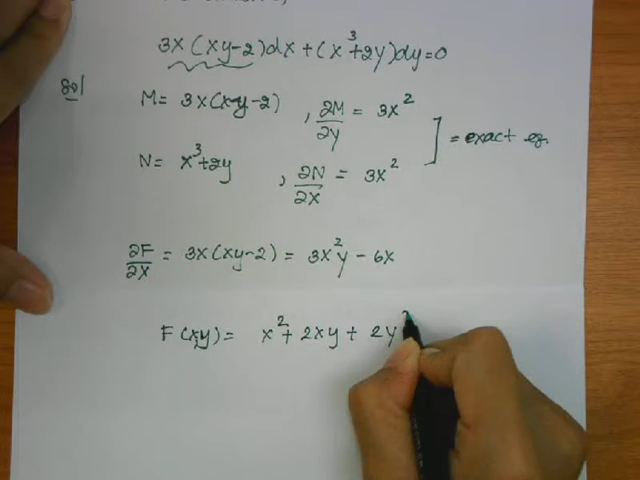 3x(xy-2)dx+(x³+2y)dy=0
sol
M= 3x(xy-2) , ∂M/∂y = 3x²
= exact eq.
N= x³+2y , ∂N/∂x = 3x²
∂F/∂x = 3x(xy-2) = 3x²y - 6x
F(x,y)= x²+ 2xy + 2y